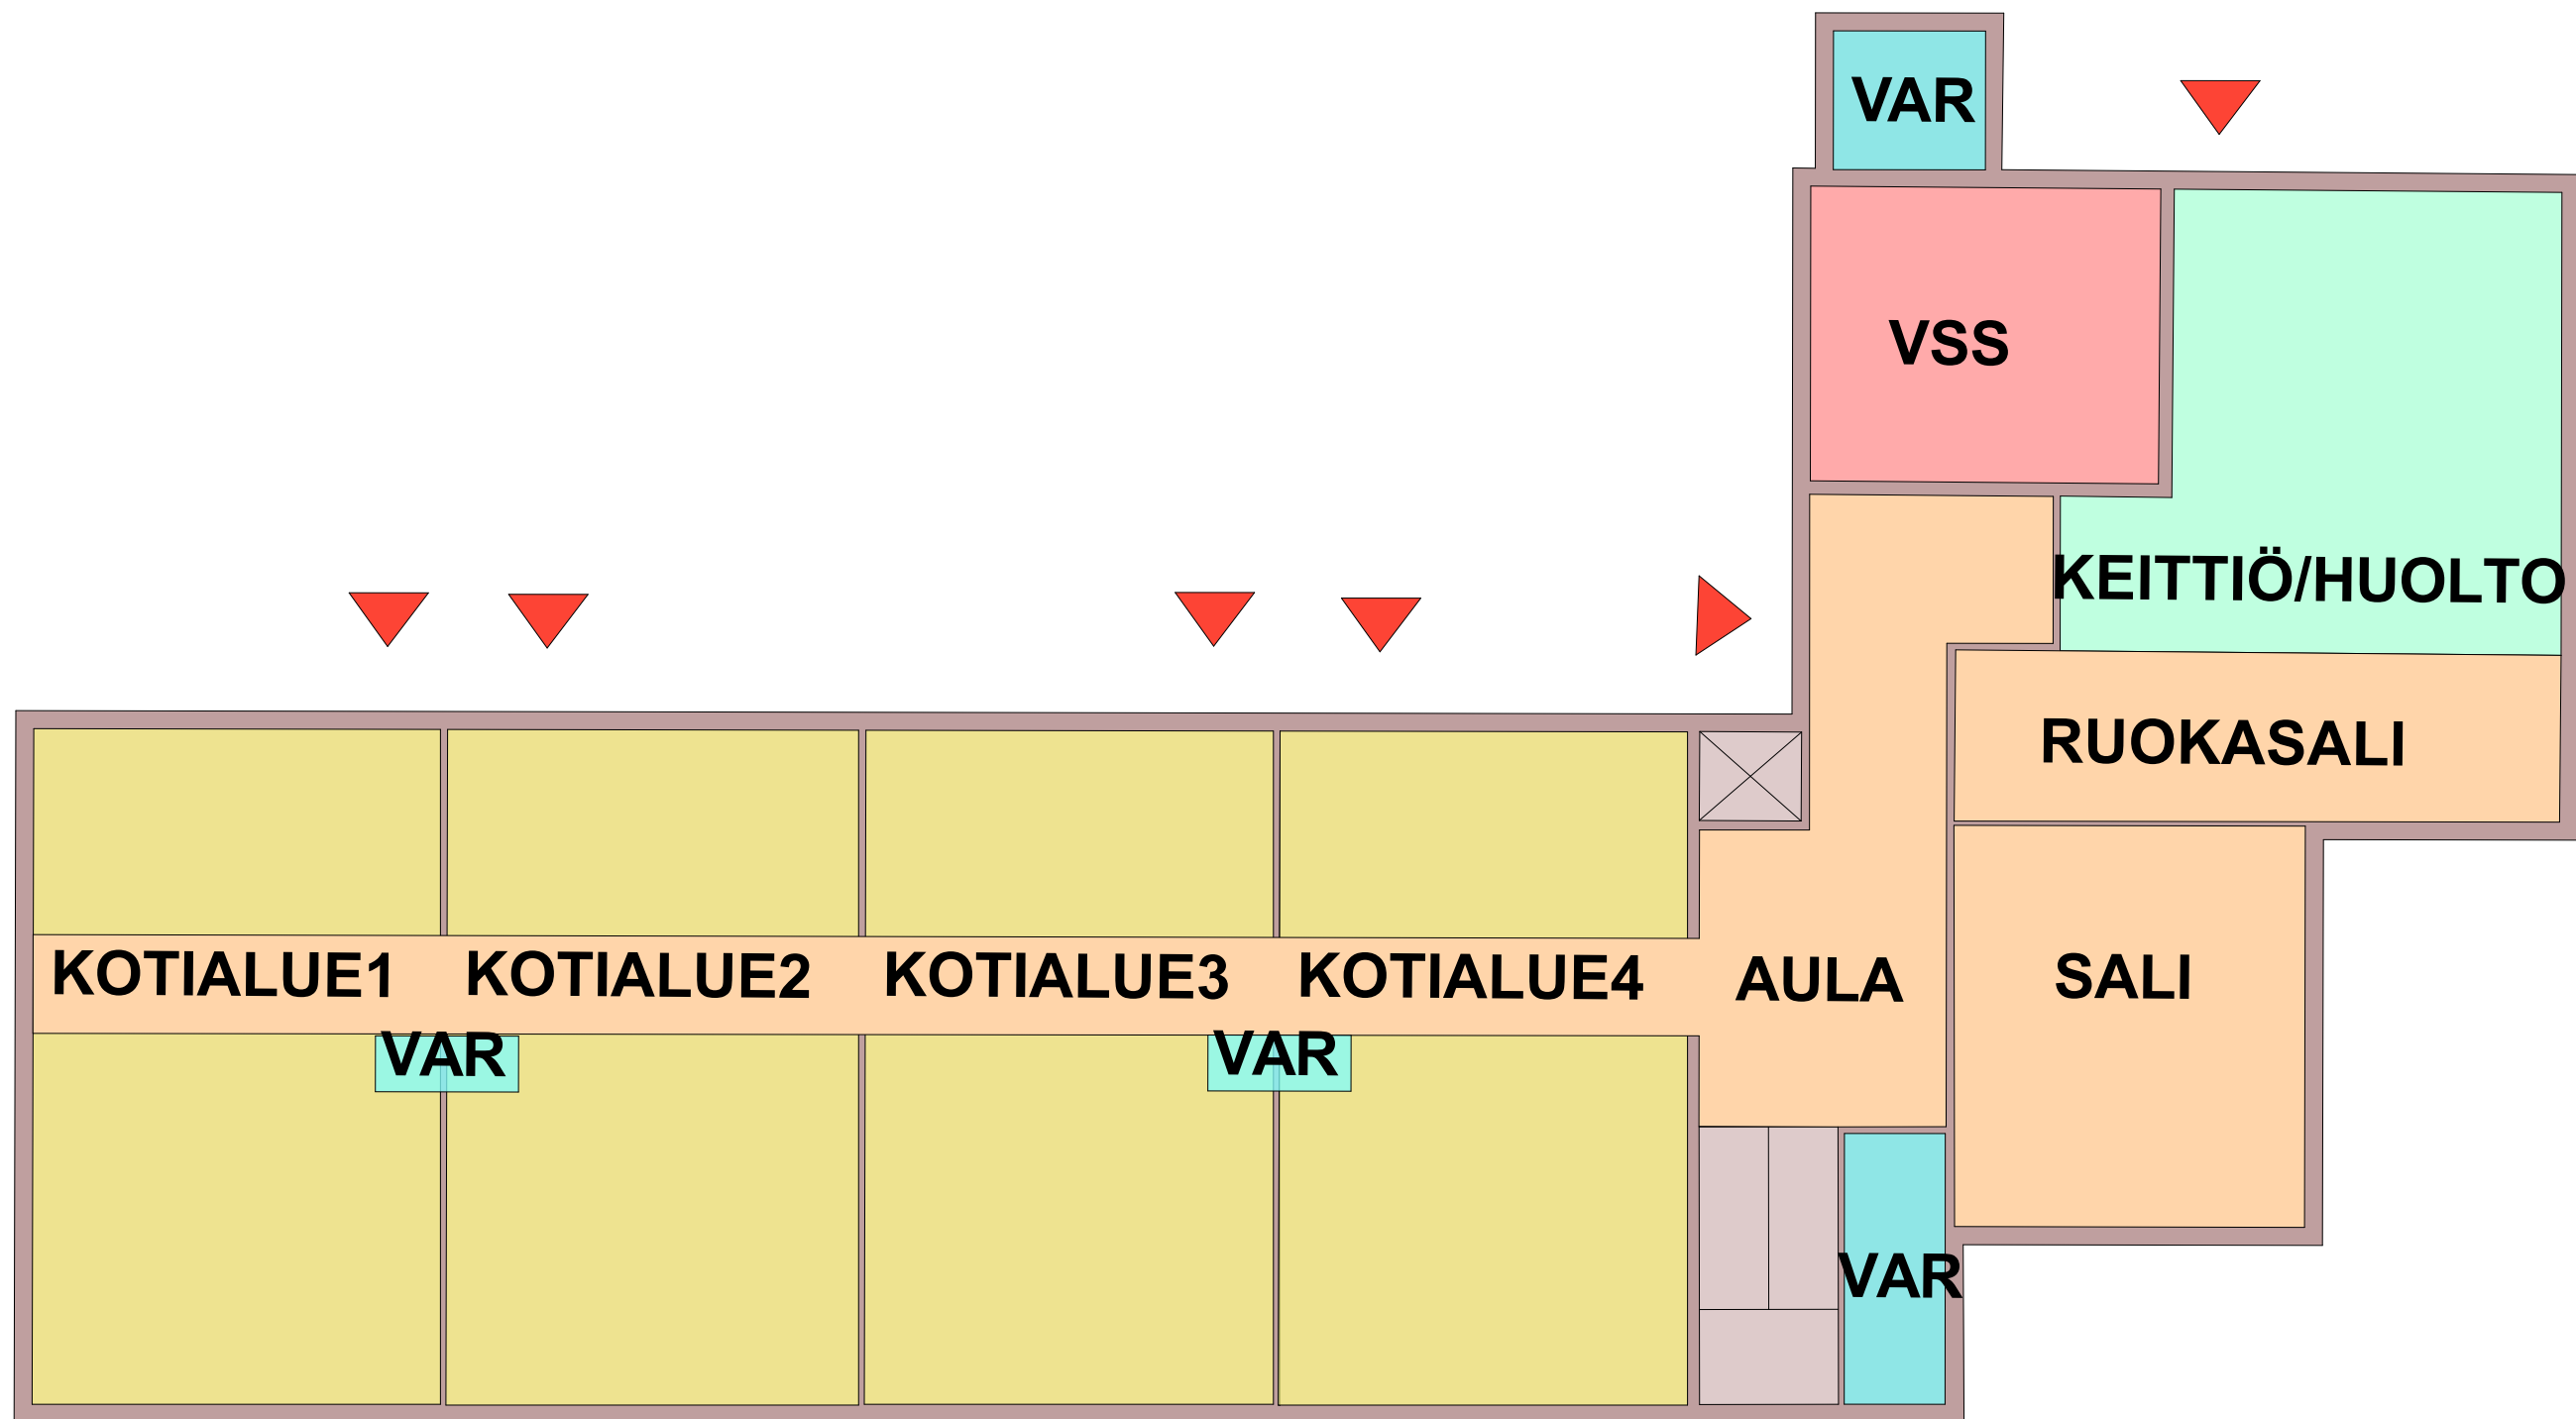 VAR
VSS
KEITTIÖ/HUOLTO
RUOKASALI
KOTIALUE1
KOTIALUE2
KOTIALUE3
KOTIALUE4
AULA
SALI
VAR
VAR
VAR